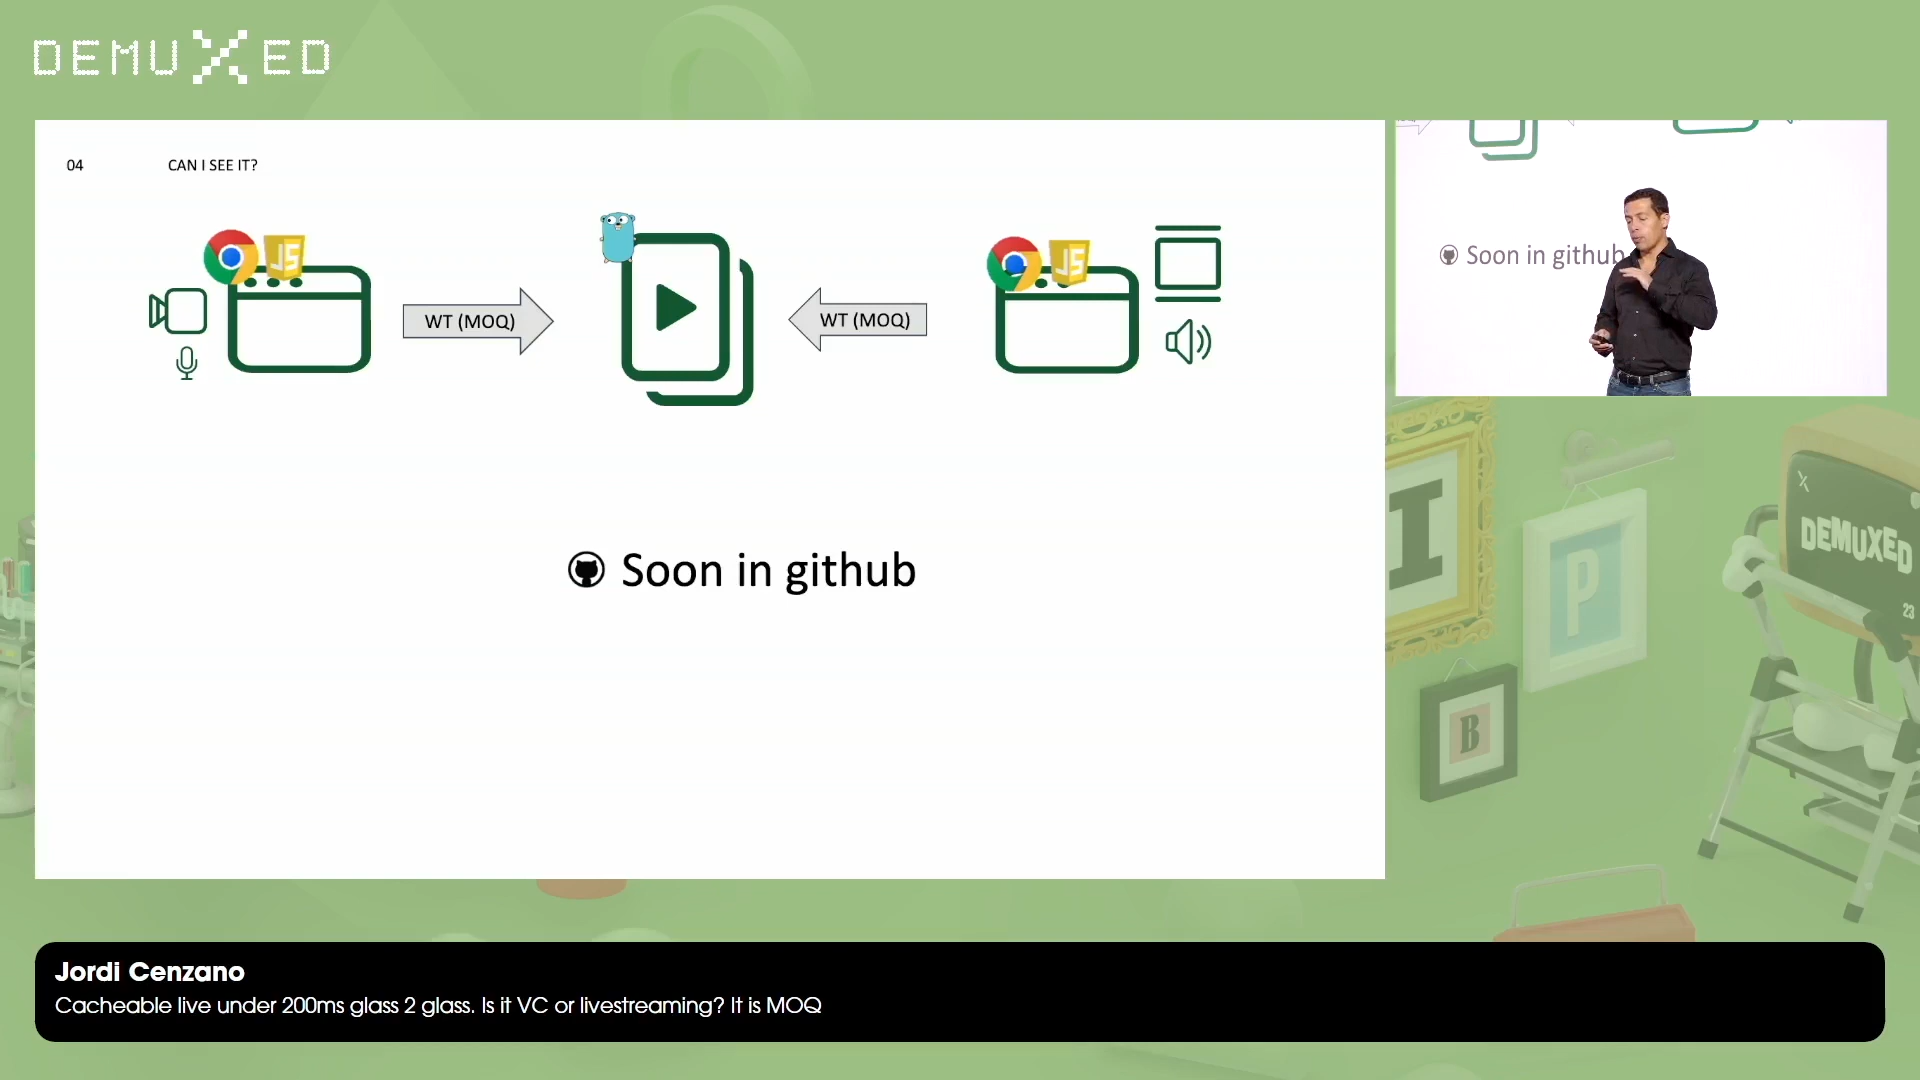 DEMUXED
04 CAN I SEE IT?
JS
JS
WT (MOQ)
WT (MOQ)
Soon in github
Soon in github
I
P
B
DEMUXED
23
Jordi Cenzano
Cacheable live under 200ms glass 2 glass. Is it VC or livestreaming? It is MOQ